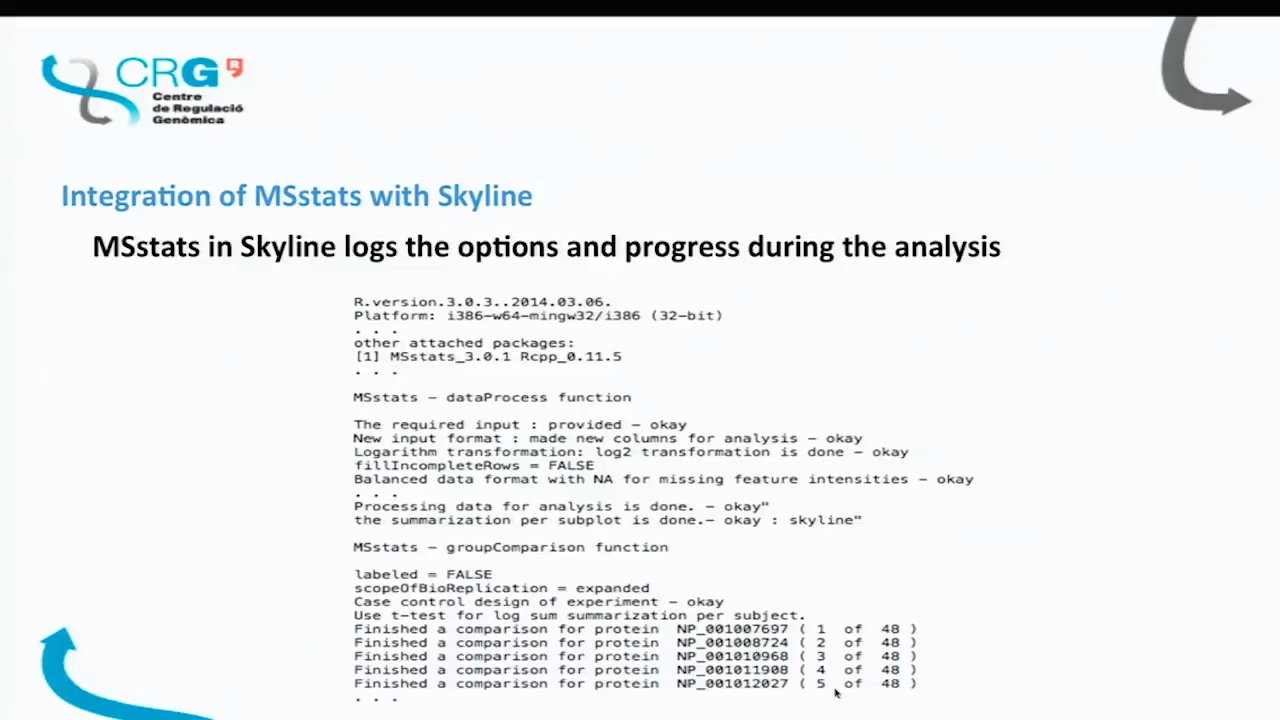 CRG
Centre
de Regulació
Genòmica
Integration of MSstats with Skyline
MSstats in Skyline logs the options and progress during the analysis
R.version.3.0.3..2014.03.06.
Platform: i386-w64-mingw32/i386 (32-bit)
. . .
other attached packages:
[1] MSstats_3.0.1 Rcpp_0.11.5
. . .
MSstats - dataProcess function
The required input : provided - okay
New input format : made new columns for analysis - okay
Logarithm transformation: log2 transformation is done - okay
fillIncompleteRows = FALSE
Balanced data format with NA for missing feature intensities - okay
. . .
Processing data for analysis is done. - okay"
the summarization per subplot is done.- okay : skyline"
MSstats - groupComparison function
labeled = FALSE
scopeOfBioReplication = expanded
Case control design of experiment - okay
Use t-test for log sum summarization per subject.
Finished a comparison for protein NP_001007697 ( 1 of 48 )
Finished a comparison for protein NP_001008724 ( 2 of 48 )
Finished a comparison for protein NP_001010968 ( 3 of 48 )
Finished a comparison for protein NP_001011908 ( 4 of 48 )
Finished a comparison for protein NP_001012027 ( 5 of 48 )
. . .